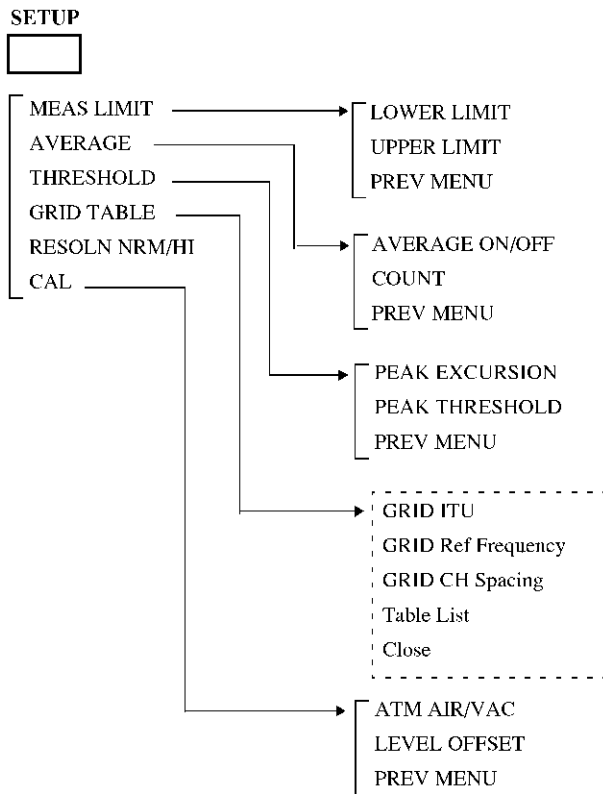 SETUP
MEAS LIMIT
AVERAGE
THRESHOLD
GRID TABLE
RESOLN NRM/HI
CAL
LOWER LIMIT
UPPER LIMIT
PREV MENU
AVERAGE ON/OFF
COUNT
PREV MENU
PEAK EXCURSION
PEAK THRESHOLD
PREV MENU
GRID ITU
GRID Ref Frequency
GRID CH Spacing
Table List
Close
ATM AIR/VAC
LEVEL OFFSET
PREV MENU